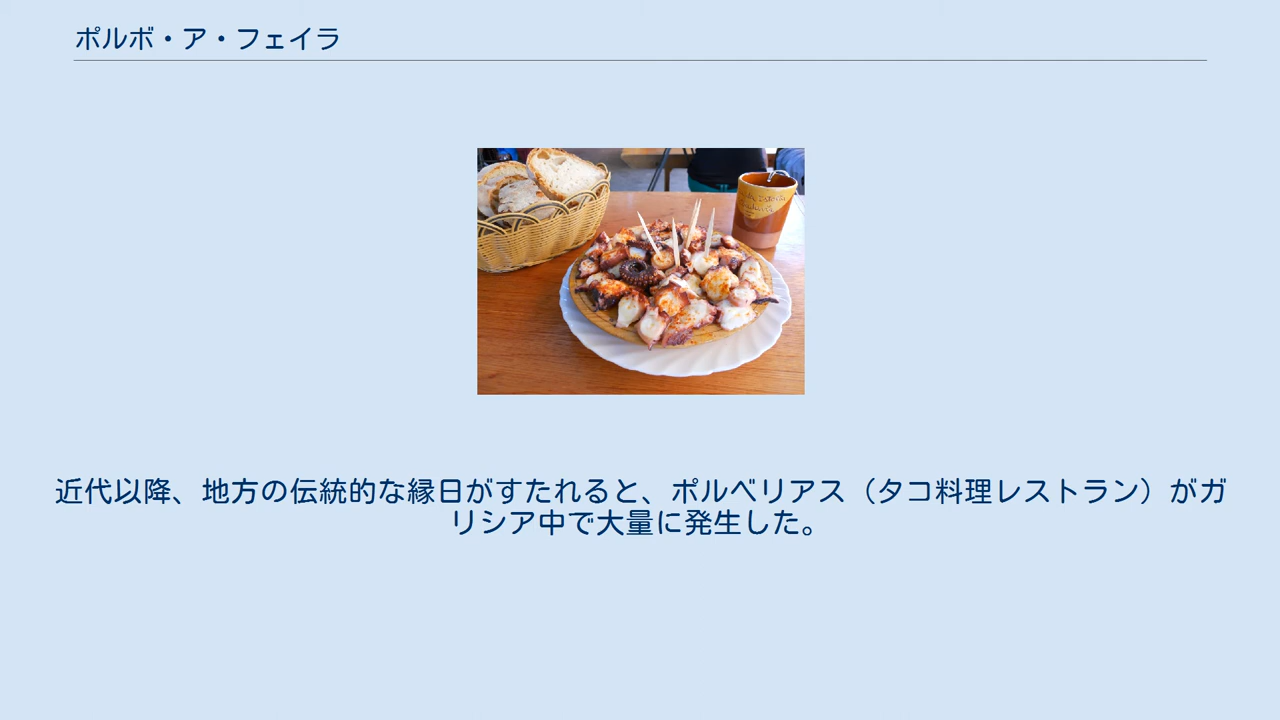 ポルボ・ア・フェイラ
近代以降、地方の伝統的な縁日がすたれると、ポルベリアス（タコ料理レストラン）がガ
リシア中で大量に発生した。